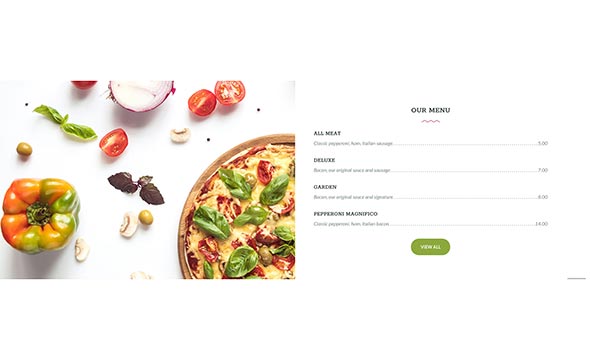 OUR MENU
ALL MEAT
Classic pepperoni, ham, Italian sausage 5.00
DELUXE
Bacon, our original sauce and sausage 7.00
GARDEN
Bacon, our original sauce and signature 6.00
PEPPERONI MAGNIFICO
Classic pepperoni, ham, Italian bacon 14.00
VIEW ALL